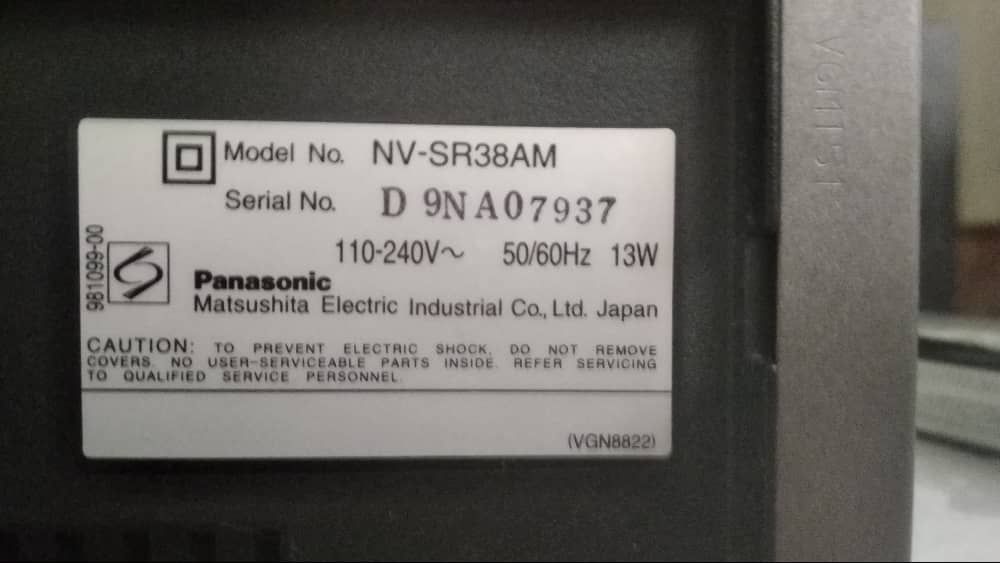 Model No. NV-SR38AM
Serial No. D 9NA07937
110-240V~ 50/60Hz 13W
981099-00
Panasonic
Matsushita Electric Industrial Co., Ltd. Japan
CAUTION: TO PREVENT ELECTRIC SHOCK, DO NOT REMOVE
COVERS. NO USER-SERVICEABLE PARTS INSIDE. REFER SERVICING
TO QUALIFIED SERVICE PERSONNEL.
(VGN8822)